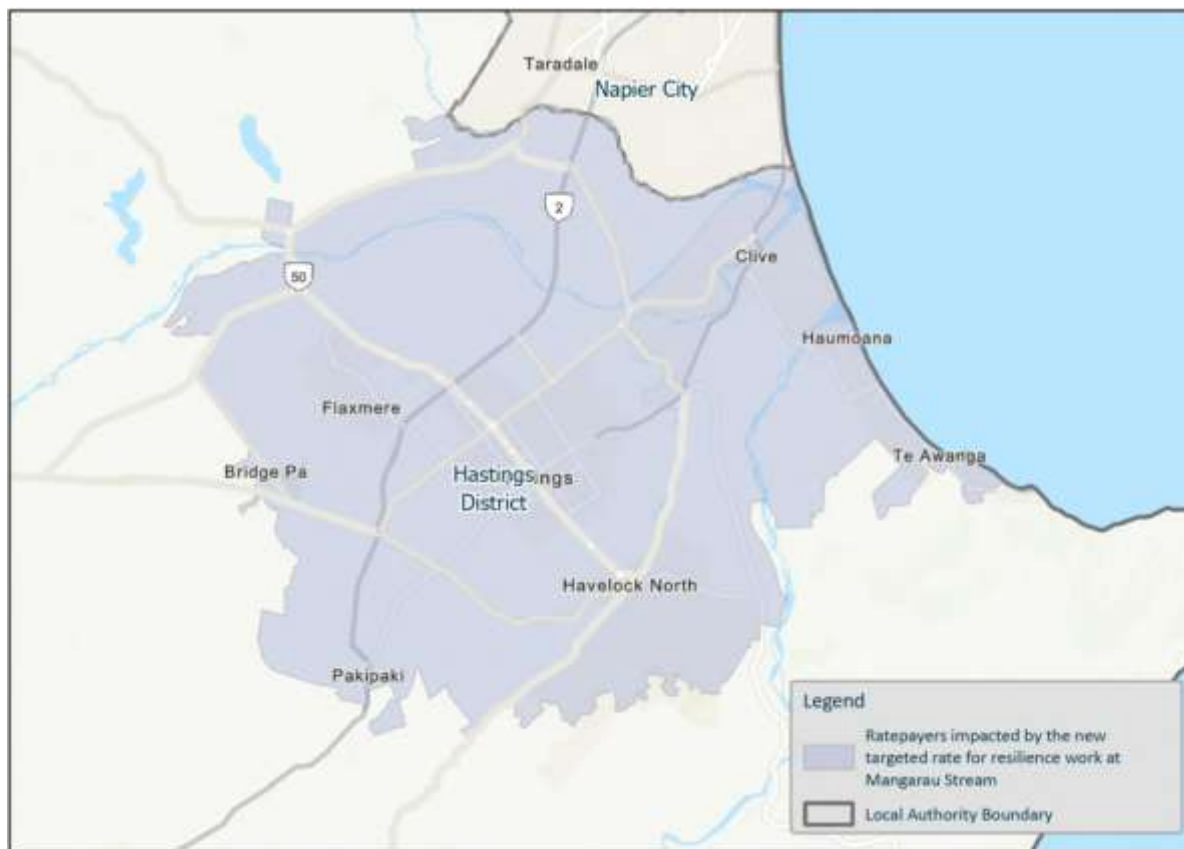 Taradale
Napier City
2
Clive
50
Haumoana
Flaxmere
Te Awanga
Bridge Pa
Hastings
District
ings
Havelock North
Pakipaki
Legend
Ratepayers impacted by the new
targeted rate for resilience work at
Mangarau Stream
Local Authority Boundary